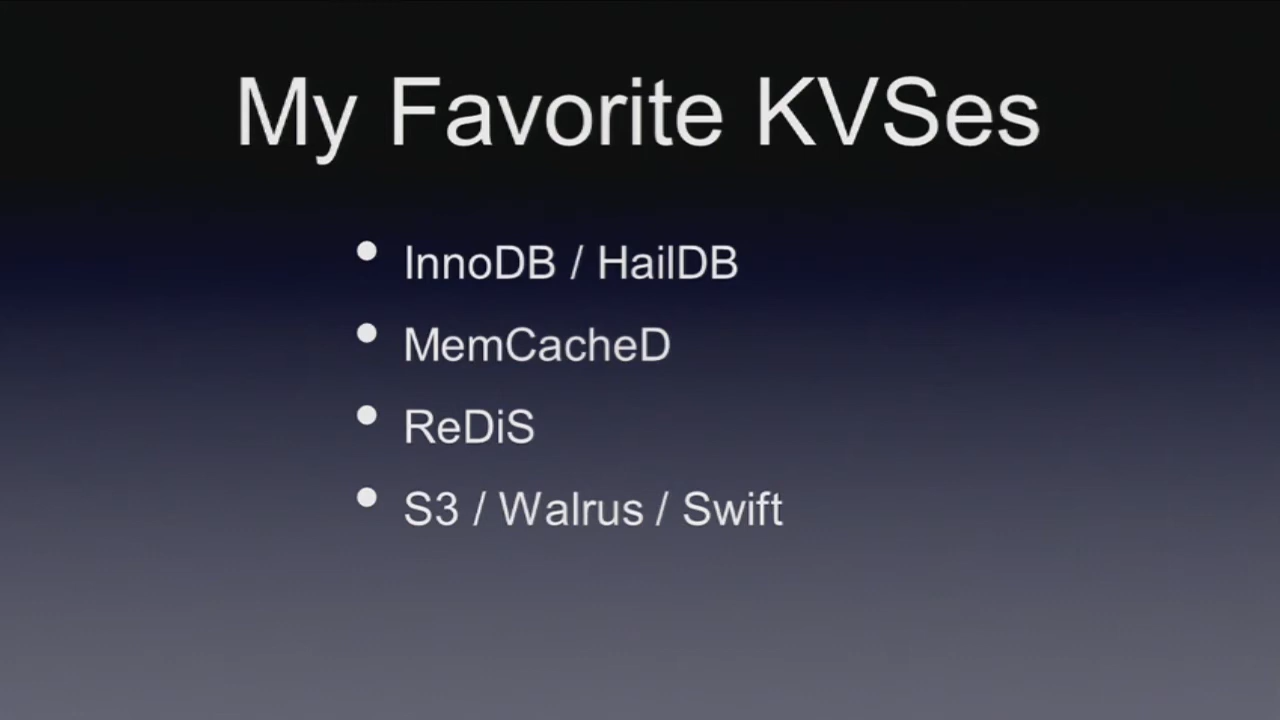 My Favorite KVSes
• InnoDB / HailDB
• MemCacheD
• ReDiS
• S3 / Walrus / Swift